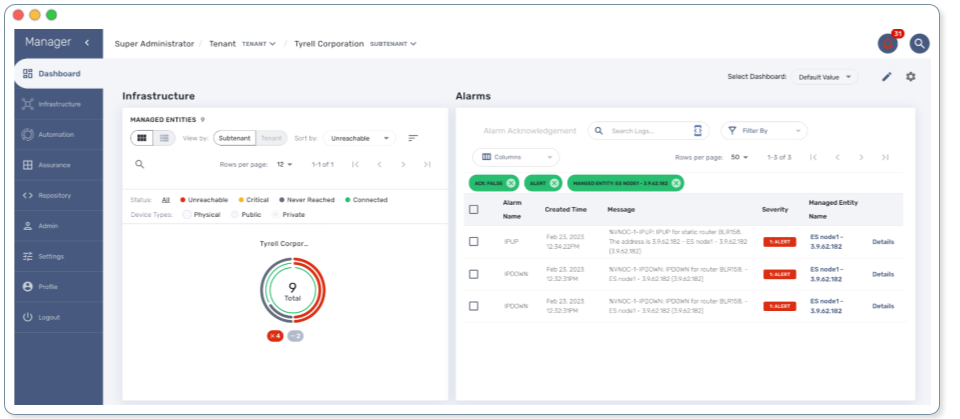 Manager <
Super Administrator / Tenant TENANT / Tyrell Corporation SUBTENANT
31
Dashboard
Infrastructure
Automation
Assurance
Repository
Admin
Settings
Profile
Logout
Select Dashboard: Default Value
Infrastructure
MANAGED ENTITIES 9
View by: Subtenant Tenant Sort by: Unreachable
Rows per page: 12 1-1 of 1 |< < > >|
Status: All Unreachable Critical Never Reached Connected
Device Types: Physical Public Private
Tyrell Corpor...
9
Total
× 4 – 2
Alarms
Alarm Acknowledgement Search Logs... Filter By
Columns Rows per page: 50 1-3 of 3 |< < > >|
ACK: FALSE ALERT MANGED ENTITY: ES NODE1 - 3.9.62.182
Alarm Name Created Time Message Severity Managed Entity Name
IPUP Feb 23, 2023 12:34:22PM %VNOC-1-IPUP: IPUP for static router BLR158. The address is 3.9.62.182 - ES node1 - 3.9.62.182 (3.9.62.182) 1: ALERT ES node1 - 3.9.62.182 Details
IPDOWN Feb 23, 2023 12:32:31PM %VNOC-1-IPDOWN: IPDOWN for router BLR158, - ES node1 - 3.9.62.182 (3.9.62.182) 1: ALERT ES node1 - 3.9.62.182 Details
IPDOWN Feb 23, 2023 12:32:31PM %VNOC-1-IPDOWN: IPDOWN for router BLR158, - ES node1 - 3.9.62.182 (3.9.62.182) 1: ALERT ES node1 - 3.9.62.182 Details